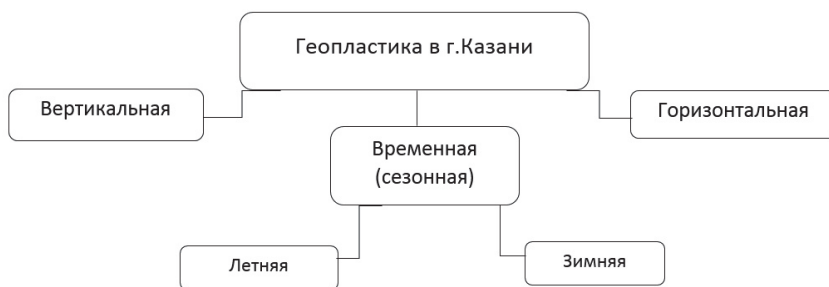 Геопластика в г.Казани
Вертикальная
Горизонтальная
Временная
(сезонная)
Летняя
Зимняя